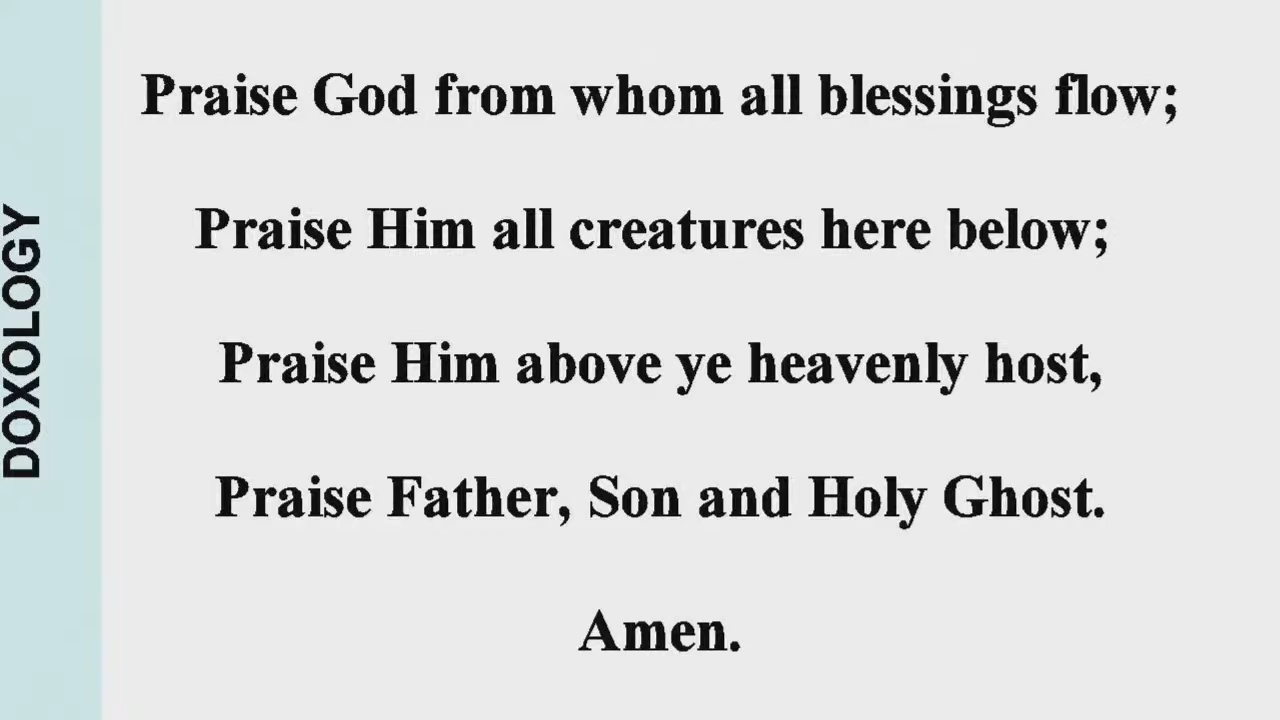 DOXOLOGY
Praise God from whom all blessings flow;
Praise Him all creatures here below;
Praise Him above ye heavenly host,
Praise Father, Son and Holy Ghost.
Amen.